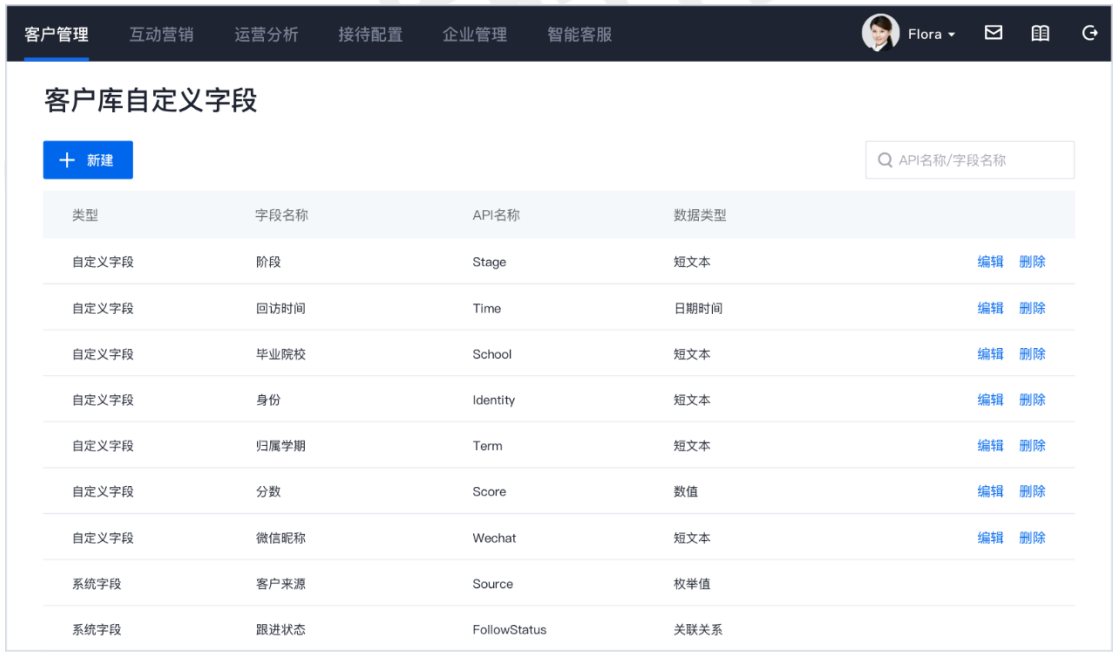 客户管理 互动营销 运营分析 接待配置 企业管理 智能客服 Flora
客户库自定义字段
新建 API名称/字段名称
类型 字段名称 API名称 数据类型
自定义字段 阶段 Stage 短文本 编辑 删除
自定义字段 回访时间 Time 日期时间 编辑 删除
自定义字段 毕业院校 School 短文本 编辑 删除
自定义字段 身份 Identity 短文本 编辑 删除
自定义字段 归属学期 Term 短文本 编辑 删除
自定义字段 分数 Score 数值 编辑 删除
自定义字段 微信昵称 Wechat 短文本 编辑 删除
系统字段 客户来源 Source 枚举值
系统字段 跟进状态 FollowStatus 关联关系